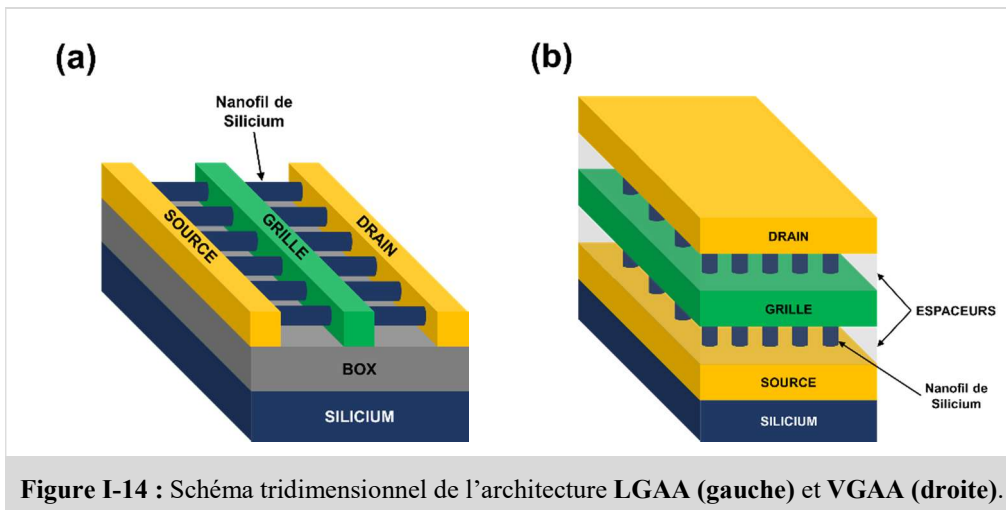 (a)
Nanofil de
Silicium
SOURCE
GRILLE
DRAIN
BOX
SILICIUM
(b)
DRAIN
GRILLE
ESPACEURS
SOURCE
Nanofil de
Silicium
SILICIUM
Figure I-14 : Schéma tridimensionnel de l’architecture LGAA (gauche) et VGAA (droite).